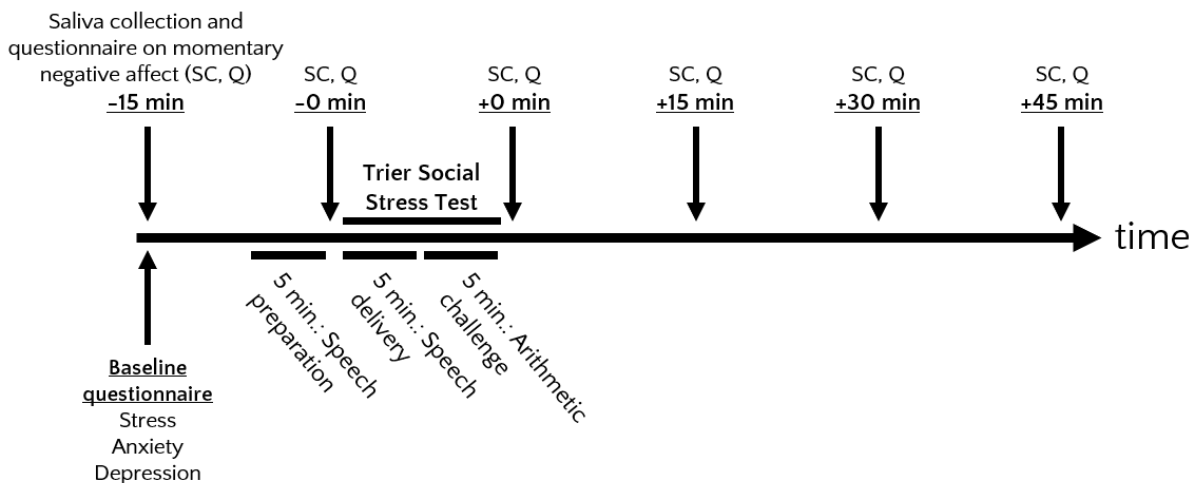 Saliva collection and
questionnaire on momentary
negative affect (SC, Q)
−15 min
SC, Q
−0 min
SC, Q
+0 min
SC, Q
+15 min
SC, Q
+30 min
SC, Q
+45 min
Trier Social
Stress Test
time
5 min.: Speech
preparation
5 min.: Speech
delivery
5 min.: Arithmetic
challenge
Baseline
questionnaire
Stress
Anxiety
Depression